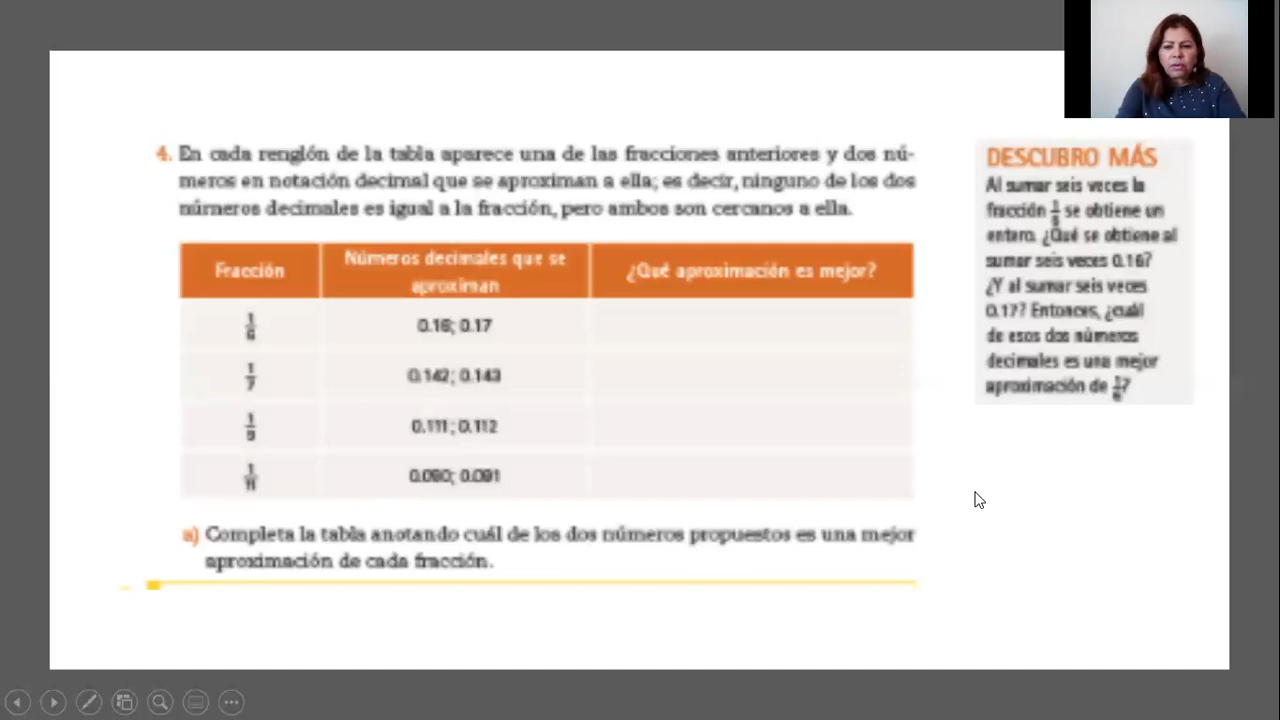 4. En cada renglón de la tabla aparece una de las fracciones anteriores y dos nú-
meros en notación decimal que se aproximan a ella; es decir, ninguno de los dos
números decimales es igual a la fracción, pero ambos son cercanos a ella.
Fracción
Números decimales que se
aproximan
¿Qué aproximación es mejor?
1/6
0.16; 0.17
1/7
0.142; 0.143
1/9
0.111; 0.112
1/11
0.090; 0.091
a) Completa la tabla anotando cuál de los dos números propuestos es una mejor
aproximación de cada fracción.
DESCUBRO MÁS
Al sumar seis veces la
fracción 1/6 se obtiene un
entero. ¿Qué se obtiene al
sumar seis veces 0.16?
¿Y al sumar seis veces
0.17? Entonces, ¿cuál
de esos dos números
decimales es una mejor
aproximación de 1/6?